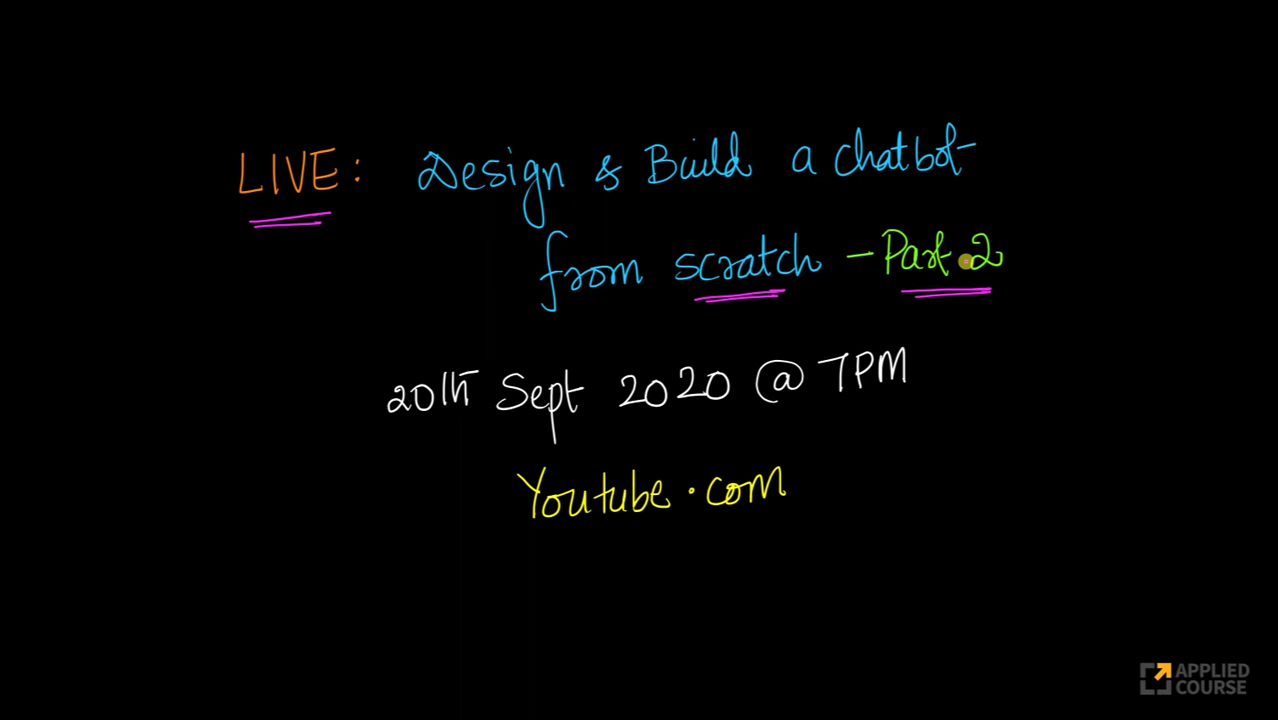 LIVE: Design & Build a chatbot
from scratch - Part 2
20th Sept 2020 @ 7PM
Youtube.com
APPLIED
COURSE